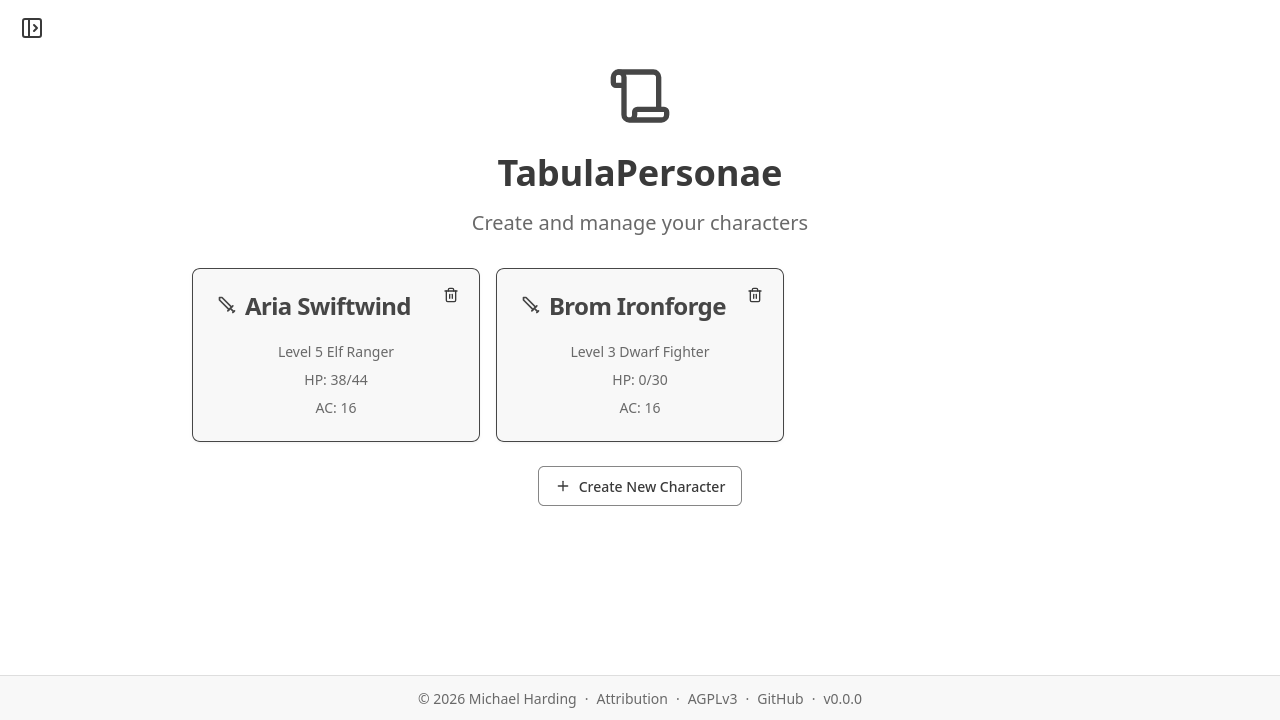 TabulaPersonae
Create and manage your characters
Aria Swiftwind
Level 5 Elf Ranger
HP: 38/44
AC: 16
Brom Ironforge
Level 3 Dwarf Fighter
HP: 0/30
AC: 16
Create New Character
© 2026 Michael Harding · Attribution · AGPLv3 · GitHub · v0.0.0